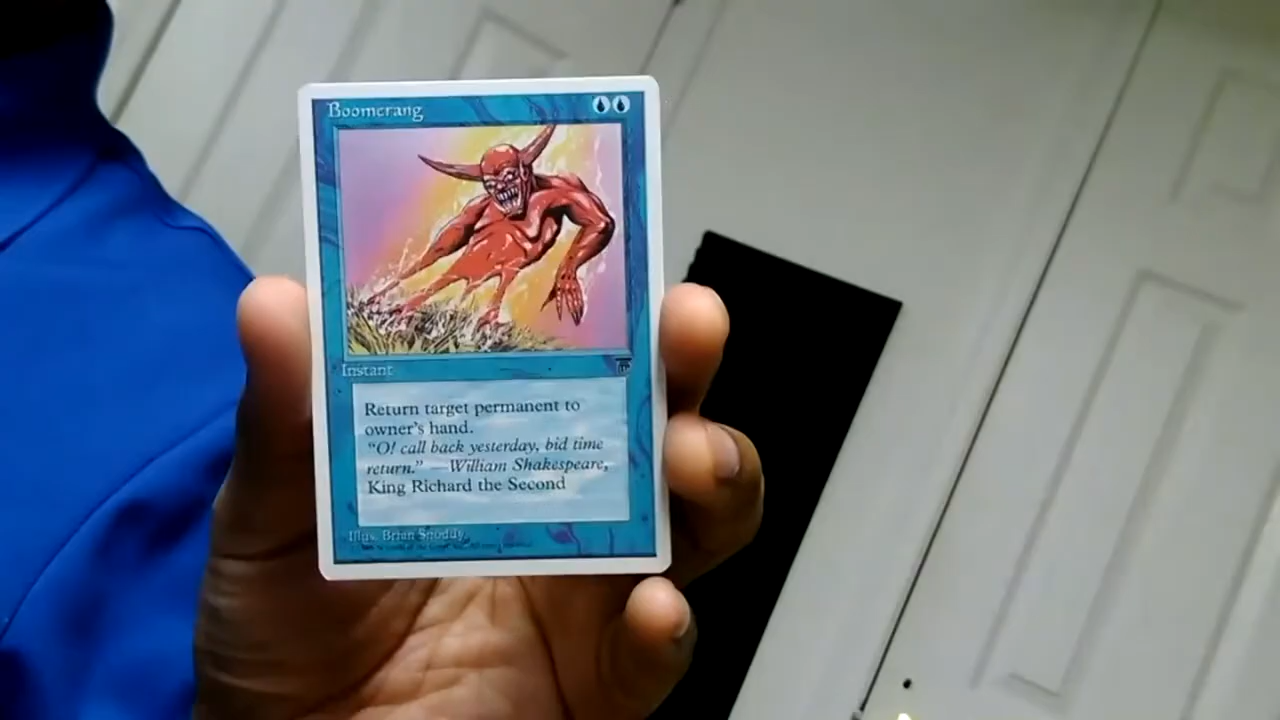 Boomerang
Instant
Return target permanent to
owner's hand.
"O! call back yesterday, bid time
return." — William Shakespeare,
King Richard the Second
Illus. Brian Snoddy